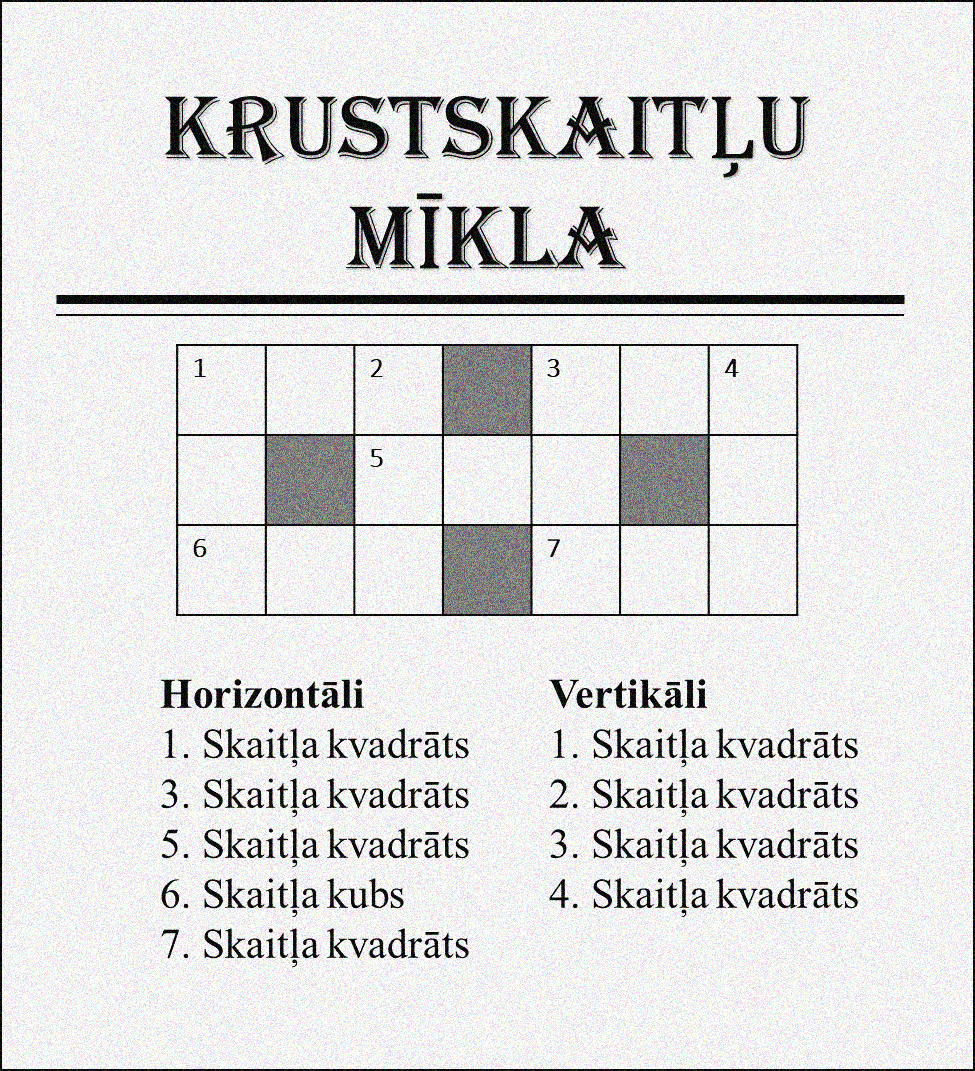 KRUSTSKAITĻU
MĪKLA
1 2 3 4
5
6 7
Horizontāli
1. Skaitļa kvadrāts
3. Skaitļa kvadrāts
5. Skaitļa kvadrāts
6. Skaitļa kubs
7. Skaitļa kvadrāts
Vertikāli
1. Skaitļa kvadrāts
2. Skaitļa kvadrāts
3. Skaitļa kvadrāts
4. Skaitļa kvadrāts